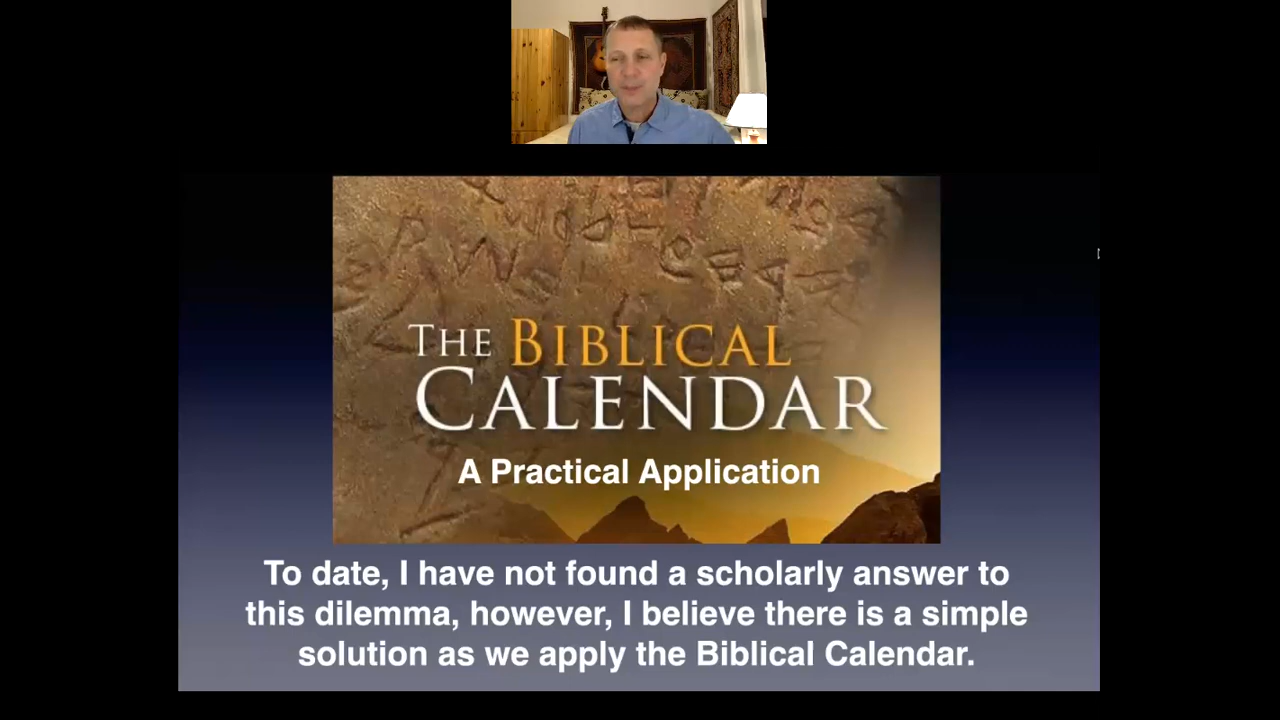 THE BIBLICAL
CALENDAR
A Practical Application
To date, I have not found a scholarly answer to
this dilemma, however, I believe there is a simple
solution as we apply the Biblical Calendar.